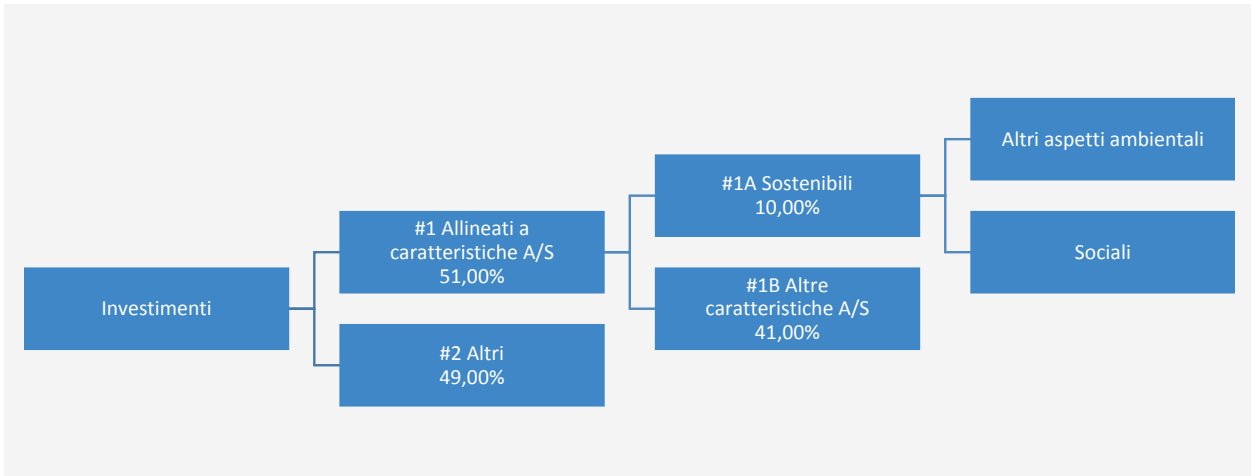 Investimenti
#1 Allineati a
caratteristiche A/S
51,00%
#2 Altri
49,00%
#1A Sostenibili
10,00%
#1B Altre
caratteristiche A/S
41,00%
Altri aspetti ambientali
Sociali